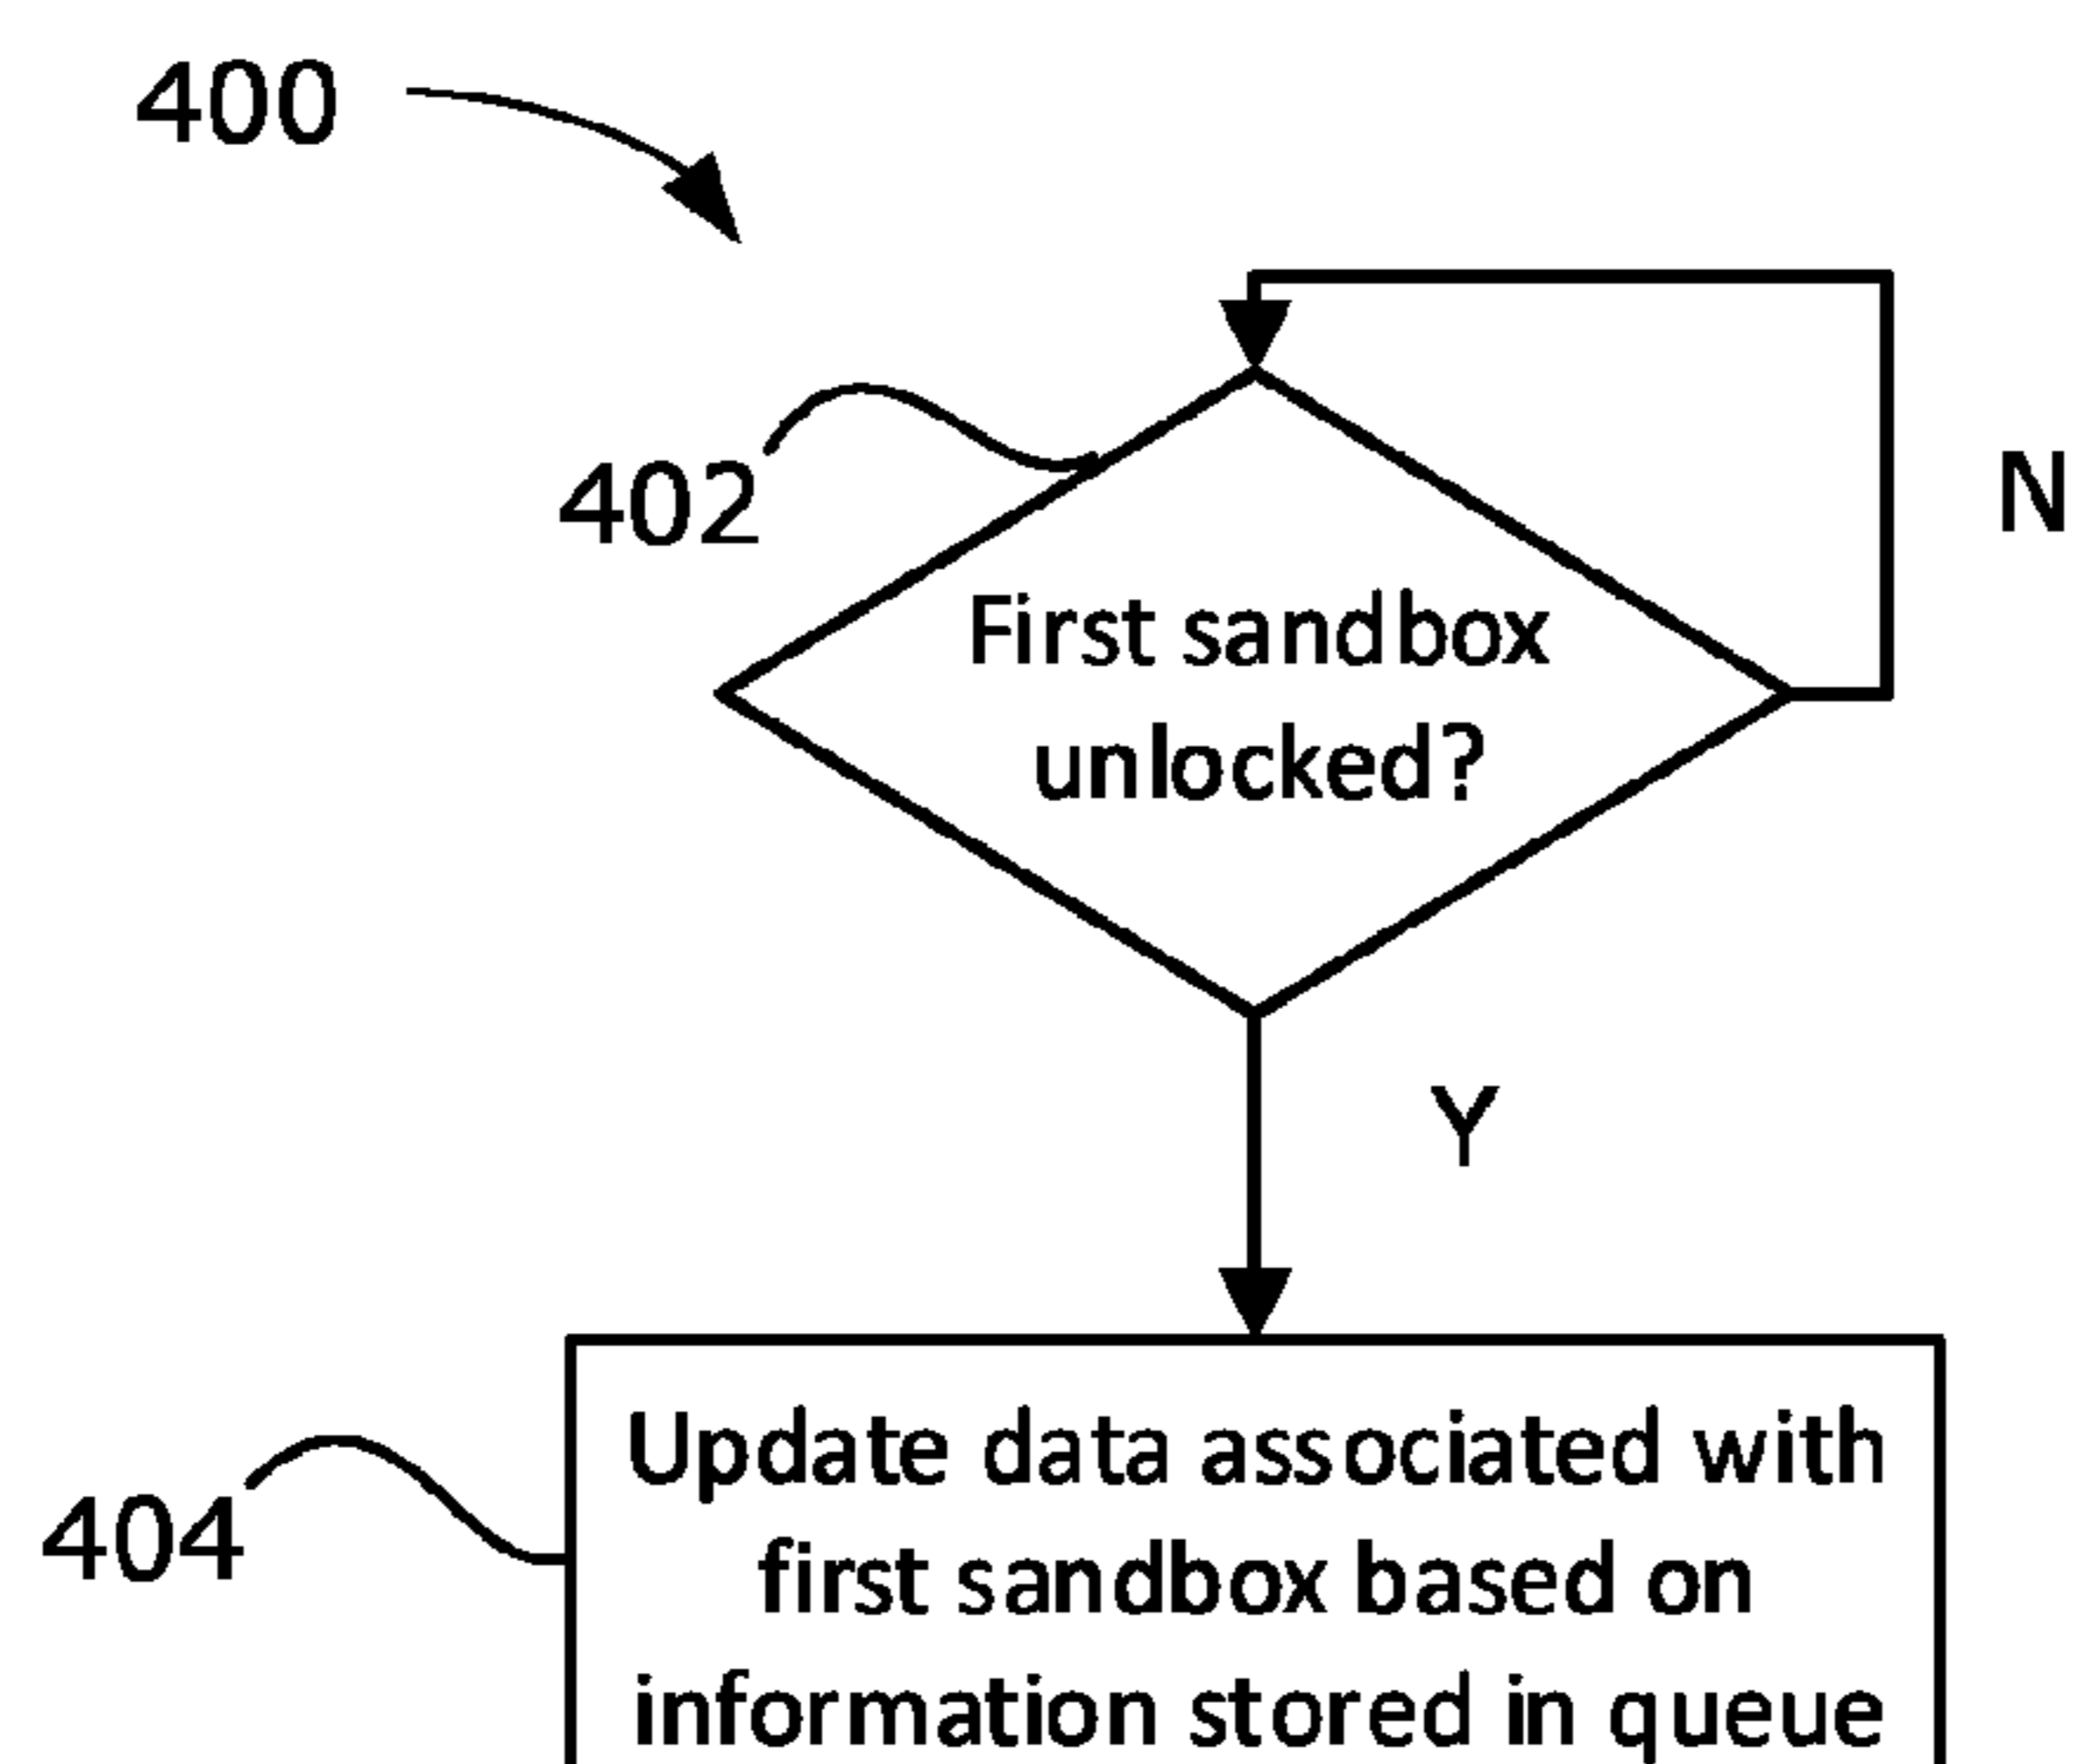 400
402
N
First sandbox
unlocked?
Y
404
Update data associated with
first sandbox based on
information stored in queue